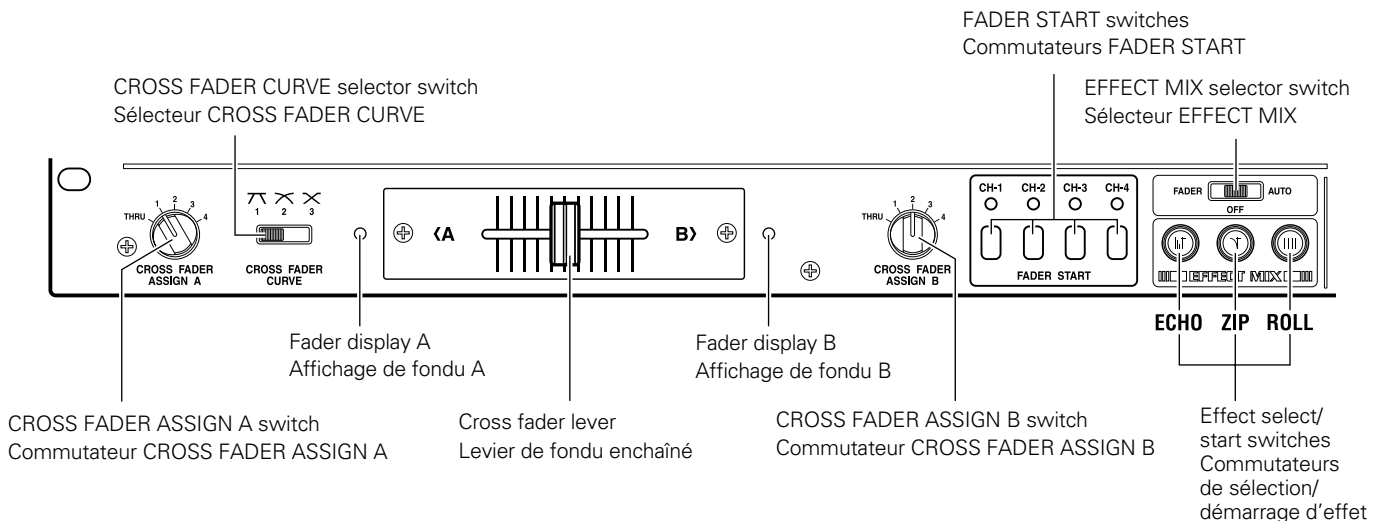 FADER START switches
Commutateurs FADER START
CROSS FADER CURVE selector switch
Sélecteur CROSS FADER CURVE
EFFECT MIX selector switch
Sélecteur EFFECT MIX
THRU 1 2 3 4
CROSS FADER
ASSIGN A
1 2 3
CROSS FADER
CURVE
〈A
B〉
THRU 1 2 3 4
CROSS FADER
ASSIGN B
CH-1 CH-2 CH-3 CH-4
FADER START
FADER AUTO
OFF
EFFECT MIX
ECHO ZIP ROLL
Fader display A
Affichage de fondu A
Fader display B
Affichage de fondu B
CROSS FADER ASSIGN A switch
Commutateur CROSS FADER ASSIGN A
Cross fader lever
Levier de fondu enchaîné
CROSS FADER ASSIGN B switch
Commutateur CROSS FADER ASSIGN B
Effect select/
start switches
Commutateurs
de sélection/
démarrage d'effet